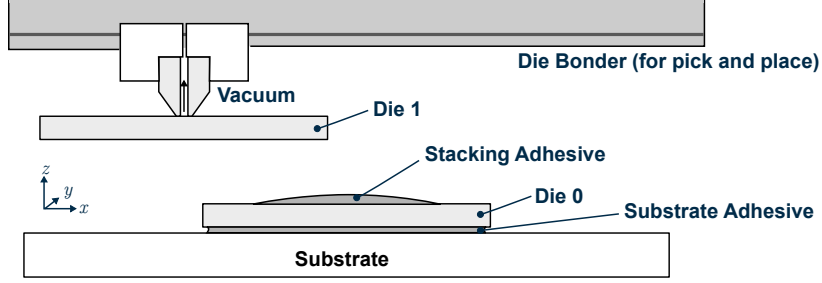 Die Bonder (for pick and place)
Vacuum
Die 1
Stacking Adhesive
z
y
x
Die 0
Substrate Adhesive
Substrate